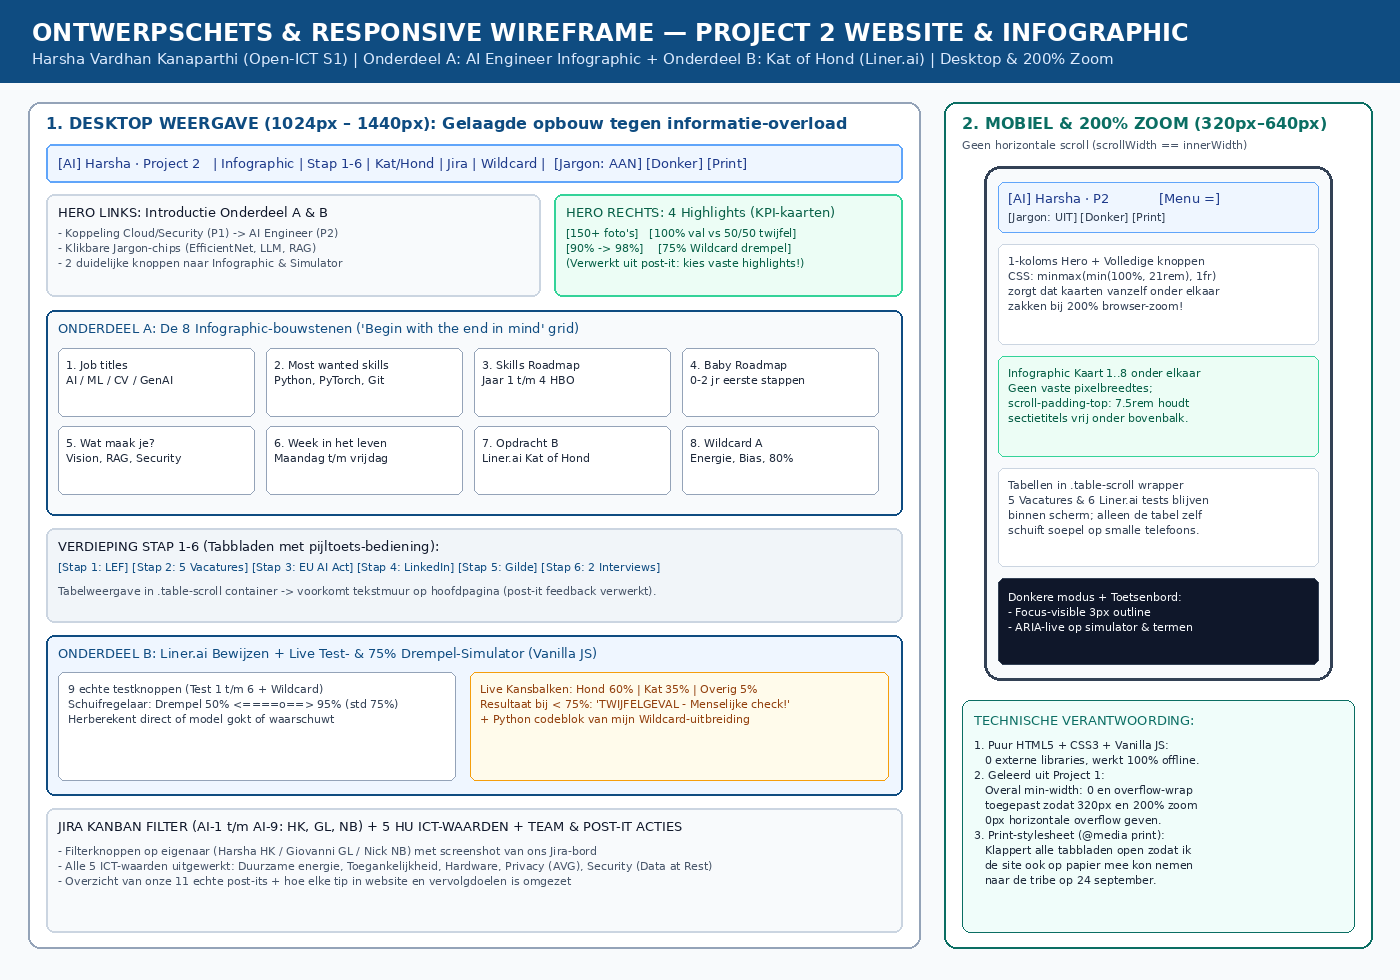 ONTWERPSCHETS & RESPONSIVE WIREFRAME — PROJECT 2 WEBSITE & INFOGRAPHIC
Harsha Vardhan Kanaparthi (Open-ICT S1) | Onderdeel A: AI Engineer Infographic + Onderdeel B: Kat of Hond (Liner.ai) | Desktop & 200% Zoom
1. DESKTOP WEERGAVE (1024px – 1440px): Gelaagde opbouw tegen informatie-overload
[AI] Harsha · Project 2 | Infographic | Stap 1-6 | Kat/Hond | Jira | Wildcard | [Jargon: AAN] [Donker] [Print]
HERO LINKS: Introductie Onderdeel A & B
- Koppeling Cloud/Security (P1) -> AI Engineer (P2)
- Klikbare Jargon-chips (EfficientNet, LLM, RAG)
- 2 duidelijke knoppen naar Infographic & Simulator
HERO RECHTS: 4 Highlights (KPI-kaarten)
[150+ foto's] [100% val vs 50/50 twijfel]
[90% -> 98%] [75% Wildcard drempel]
(Verwerkt uit post-it: kies vaste highlights!)
ONDERDEEL A: De 8 Infographic-bouwstenen ('Begin with the end in mind' grid)
1. Job titles
AI / ML / CV / GenAI
2. Most wanted skills
Python, PyTorch, Git
3. Skills Roadmap
Jaar 1 t/m 4 HBO
4. Baby Roadmap
0-2 jr eerste stappen
5. Wat maak je?
Vision, RAG, Security
6. Week in het leven
Maandag t/m vrijdag
7. Opdracht B
Liner.ai Kat of Hond
8. Wildcard A
Energie, Bias, 80%
VERDIEPING STAP 1-6 (Tabbladen met pijltoets-bediening):
[Stap 1: LEF] [Stap 2: 5 Vacatures] [Stap 3: EU AI Act] [Stap 4: LinkedIn] [Stap 5: Gilde] [Stap 6: 2 Interviews]
Tabelweergave in .table-scroll container -> voorkomt tekstmuur op hoofdpagina (post-it feedback verwerkt).
ONDERDEEL B: Liner.ai Bewijzen + Live Test- & 75% Drempel-Simulator (Vanilla JS)
9 echte testknoppen (Test 1 t/m 6 + Wildcard)
Schuifregelaar: Drempel 50% <====o==> 95% (std 75%)
Herberekent direct of model gokt of waarschuwt
Live Kansbalken: Hond 60% | Kat 35% | Overig 5%
Resultaat bij < 75%: 'TWIJFELGEVAL - Menselijke check!'
+ Python codeblok van mijn Wildcard-uitbreiding
JIRA KANBAN FILTER (AI-1 t/m AI-9: HK, GL, NB) + 5 HU ICT-WAARDEN + TEAM & POST-IT ACTIES
- Filterknoppen op eigenaar (Harsha HK / Giovanni GL / Nick NB) met screenshot van ons Jira-bord
- Alle 5 ICT-waarden uitgewerkt: Duurzame energie, Toegankelijkheid, Hardware, Privacy (AVG), Security (Data at Rest)
- Overzicht van onze 11 echte post-its + hoe elke tip in website en vervolgdoelen is omgezet
2. MOBIEL & 200% ZOOM (320px–640px)
Geen horizontale scroll (scrollWidth == innerWidth)
[AI] Harsha · P2 [Menu =]
[Jargon: UIT] [Donker] [Print]
1-koloms Hero + Volledige knoppen
CSS: minmax(min(100%, 21rem), 1fr)
zorgt dat kaarten vanzelf onder elkaar
zakken bij 200% browser-zoom!
Infographic Kaart 1..8 onder elkaar
Geen vaste pixelbreedtes;
scroll-padding-top: 7.5rem houdt
sectietitels vrij onder bovenbalk.
Tabellen in .table-scroll wrapper
5 Vacatures & 6 Liner.ai tests blijven
binnen scherm; alleen de tabel zelf
schuift soepel op smalle telefoons.
Donkere modus + Toetsenbord:
- Focus-visible 3px outline
- ARIA-live op simulator & termen
TECHNISCHE VERANTWOORDING:
1. Puur HTML5 + CSS3 + Vanilla JS:
0 externe libraries, werkt 100% offline.
2. Geleerd uit Project 1:
Overal min-width: 0 en overflow-wrap
toegepast zodat 320px en 200% zoom
0px horizontale overflow geven.
3. Print-stylesheet (@media print):
Klappert alle tabbladen open zodat ik
de site ook op papier mee kon nemen
naar de tribe op 24 september.